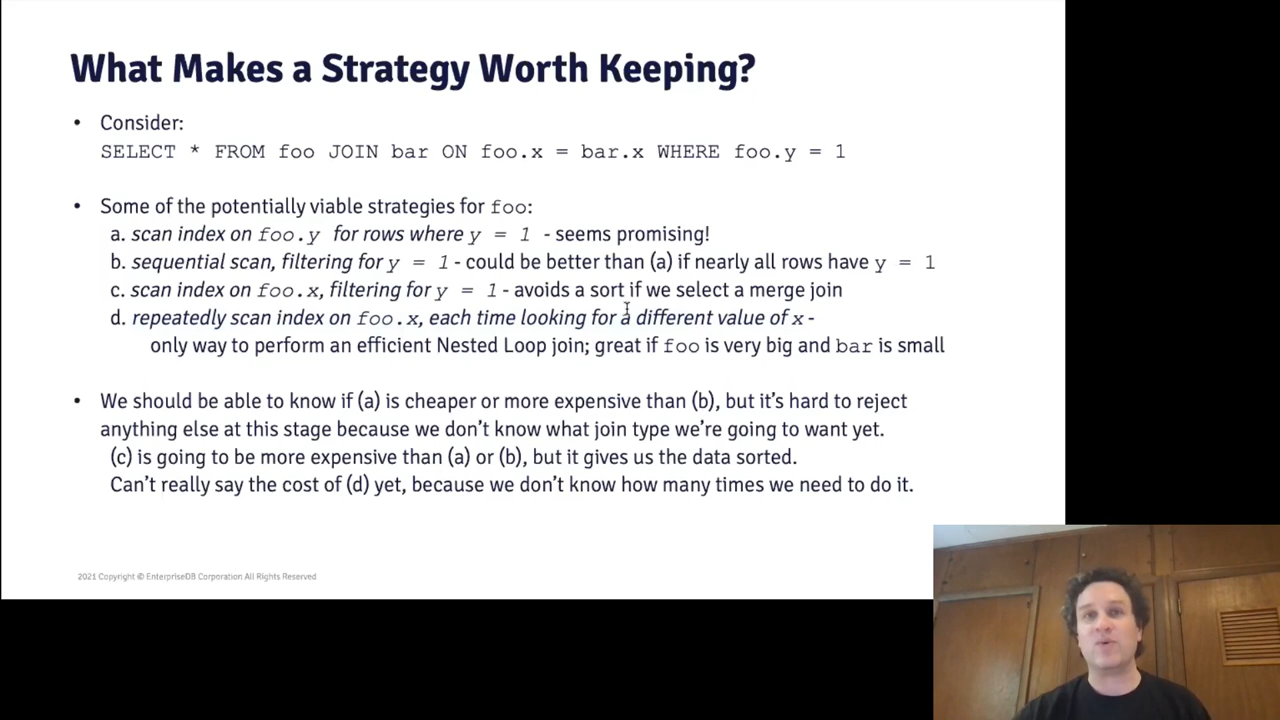 What Makes a Strategy Worth Keeping?
• Consider:
SELECT * FROM foo JOIN bar ON foo.x = bar.x WHERE foo.y = 1
• Some of the potentially viable strategies for foo:
a. scan index on foo.y for rows where y = 1 - seems promising!
b. sequential scan, filtering for y = 1 - could be better than (a) if nearly all rows have y = 1
c. scan index on foo.x, filtering for y = 1 - avoids a sort if we select a merge join
d. repeatedly scan index on foo.x, each time looking for a different value of x -
only way to perform an efficient Nested Loop join; great if foo is very big and bar is small
• We should be able to know if (a) is cheaper or more expensive than (b), but it's hard to reject
anything else at this stage because we don't know what join type we're going to want yet.
(c) is going to be more expensive than (a) or (b), but it gives us the data sorted.
Can't really say the cost of (d) yet, because we don't know how many times we need to do it.
2021 Copyright © EnterpriseDB Corporation All Rights Reserved